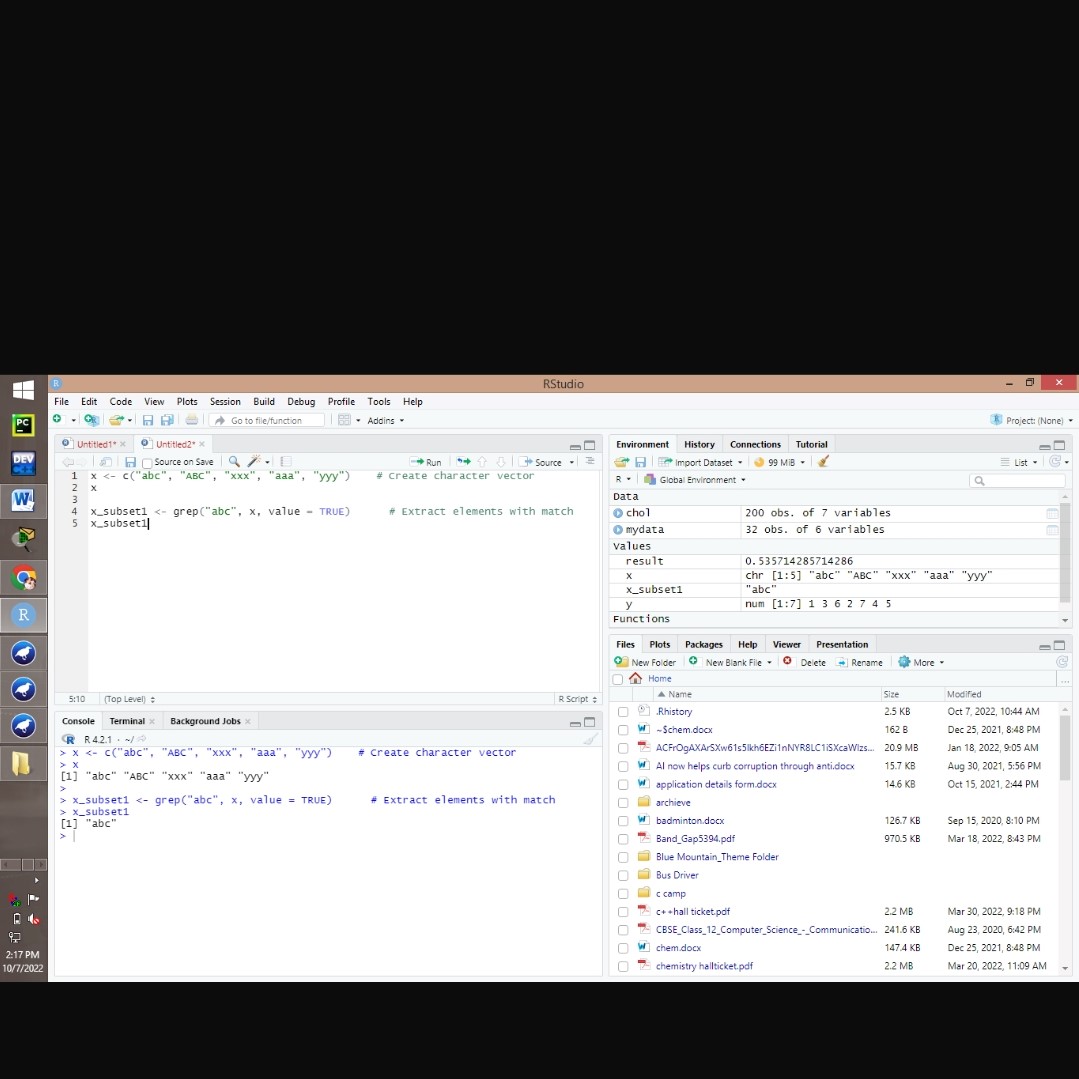 RStudio
File Edit Code View Plots Session Build Debug Profile Tools Help
Go to file/function Addins Project: (None)
Untitled1* Untitled2*
Source on Save Run Source
1 x <- c("abc", "ABC", "xxx", "aaa", "yyy") # Create character vector
2 x
3
4 x_subset1 <- grep("abc", x, value = TRUE) # Extract elements with match
5 x_subset1
5:10 (Top Level) R Script
Console Terminal Background Jobs
R 4.2.1 · ~/
> x <- c("abc", "ABC", "xxx", "aaa", "yyy") # Create character vector
> x
[1] "abc" "ABC" "xxx" "aaa" "yyy"
>
> x_subset1 <- grep("abc", x, value = TRUE) # Extract elements with match
> x_subset1
[1] "abc"
>
Environment History Connections Tutorial
Import Dataset 99 MiB List
R Global Environment
Data
chol 200 obs. of 7 variables
mydata 32 obs. of 6 variables
Values
result 0.535714285714286
x chr [1:5] "abc" "ABC" "xxx" "aaa" "yyy"
x_subset1 "abc"
y num [1:7] 1 3 6 2 7 4 5
Functions
Files Plots Packages Help Viewer Presentation
New Folder New Blank File Delete Rename More
Home
Name Size Modified
.Rhistory 2.5 KB Oct 7, 2022, 10:44 AM
~$chem.docx 162 B Dec 25, 2021, 8:48 PM
20.9 MB Jan 18, 2022, 9:05 AM
AI now helps curb corruption through anti.docx 15.7 KB Aug 30, 2021, 5:56 PM
application details form.docx 14.6 KB Oct 15, 2021, 2:44 PM
archieve
badminton.docx 126.7 KB Sep 15, 2020, 8:10 PM
Band_Gap5394.pdf 970.5 KB Mar 18, 2022, 8:43 PM
Blue Mountain_Theme Folder
Bus Driver
c camp
c++hall ticket.pdf 2.2 MB Mar 30, 2022, 9:18 PM
CBSE_Class_12_Computer_Science_-_Communicatio... 241.6 KB Aug 23, 2020, 6:42 PM
chem.docx 147.4 KB Dec 25, 2021, 8:48 PM
chemistry hallticket.pdf 2.2 MB Mar 20, 2022, 11:09 AM
PC
DEV
W
R
2:17 PM
10/7/2022